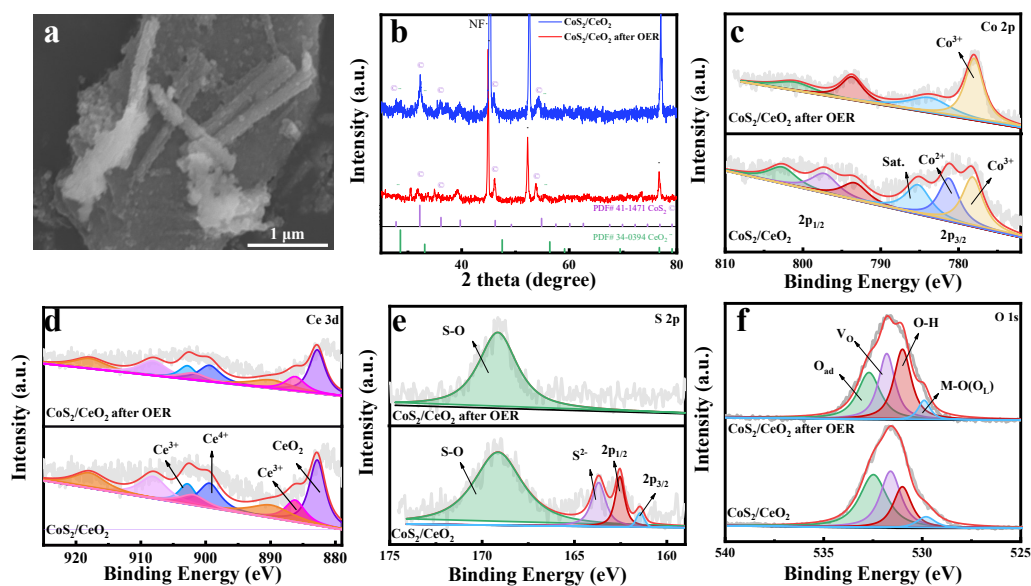 a
1 μm
b
NF
CoS₂/CeO₂
CoS₂/CeO₂ after OER
PDF# 41-1471 CoS₂ ©
PDF# 34-0394 CeO₂
40
60
80
2 theta (degree)
Intensity (a.u.)
c
Co 2p
Co³⁺
CoS₂/CeO₂ after OER
Sat.
Co²⁺
Co³⁺
2p₁/₂
2p₃/₂
CoS₂/CeO₂
810
800
790
780
Binding Energy (eV)
Intensity (a.u.)
d
Ce 3d
CoS₂/CeO₂ after OER
Ce³⁺
Ce⁴⁺
Ce³⁺
CeO₂
CoS₂/CeO₂
920
910
900
890
879
Binding Energy (eV)
Intensity (a.u.)
e
S 2p
S-O
CoS₂/CeO₂ after OER
S-O
S²⁻
2p₁/₂
2p₃/₂
CoS₂/CeO₂
175
170
165
160
Binding Energy (eV)
Intensity (a.u.)
f
O 1s
O-H
V_O
O_ad
M-O(O_L)
CoS₂/CeO₂ after OER
CoS₂/CeO₂
540
535
530
525
Binding Energy (eV)
Intensity (a.u.)